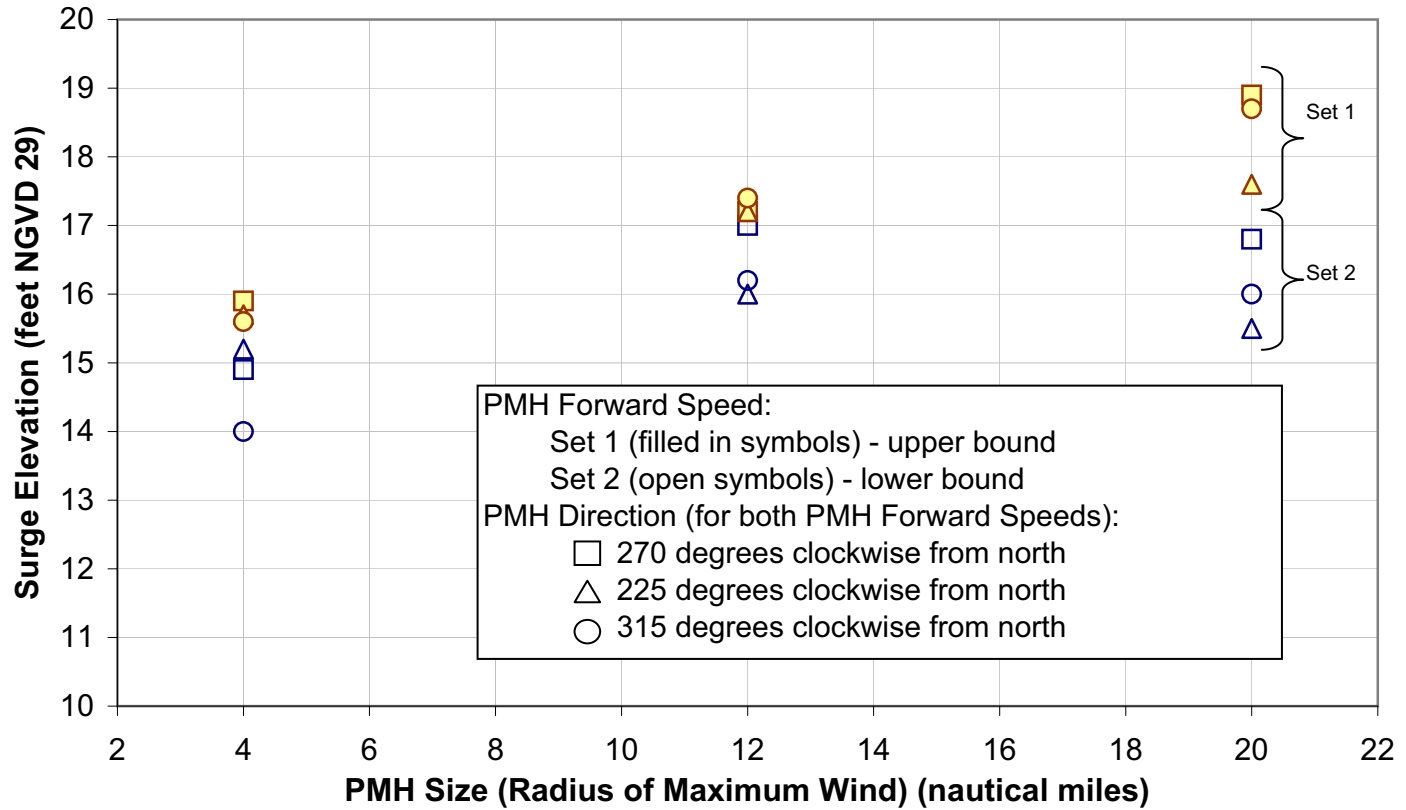 20
19
18
17
16
15
14
13
12
11
10
Surge Elevation (feet NGVD 29)
Set 1
Set 2
PMH Forward Speed:
Set 1 (filled in symbols) - upper bound
Set 2 (open symbols) - lower bound
PMH Direction (for both PMH Forward Speeds):
270 degrees clockwise from north
225 degrees clockwise from north
315 degrees clockwise from north
2 4 6 8 10 12 14 16 18 20 22
PMH Size (Radius of Maximum Wind) (nautical miles)